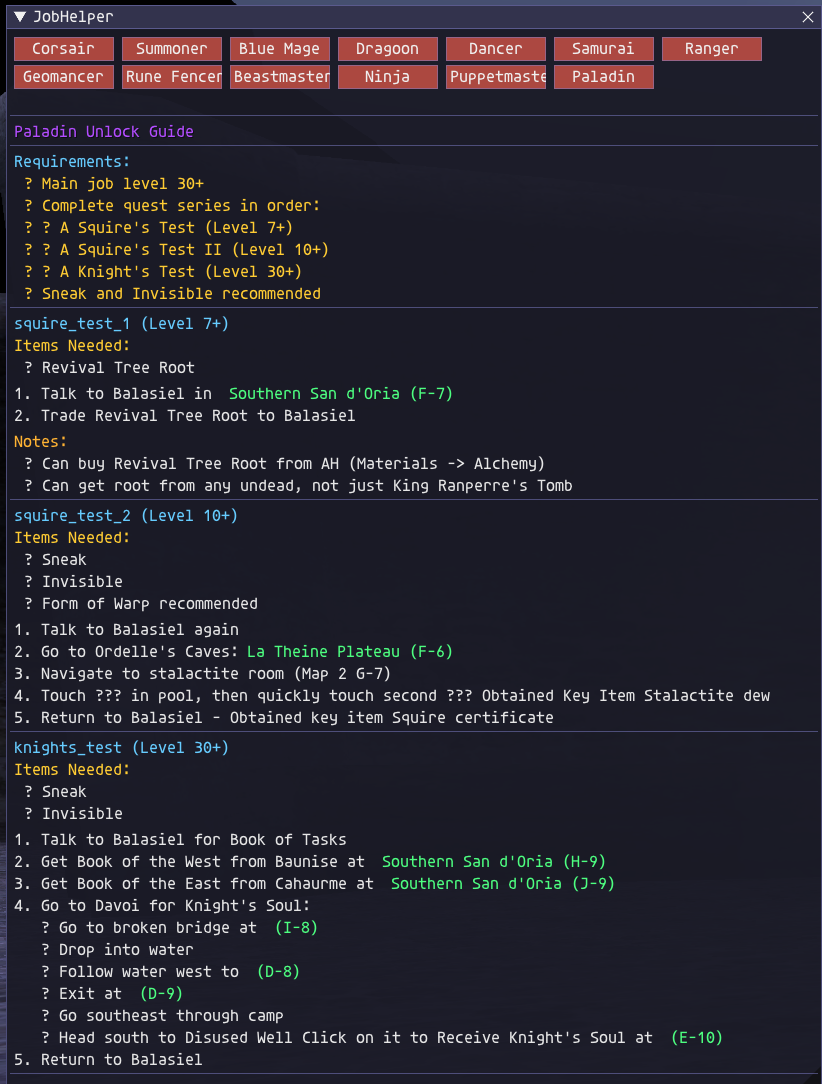 JobHelper
Corsair Summoner Blue Mage Dragoon Dancer Samurai Ranger
Geomancer Rune Fencer Beastmaster Ninja Puppetmaste Paladin
Paladin Unlock Guide
Requirements:
? Main job level 30+
? Complete quest series in order:
? ? A Squire's Test (Level 7+)
? ? A Squire's Test II (Level 10+)
? ? A Knight's Test (Level 30+)
? Sneak and Invisible recommended
squire_test_1 (Level 7+)
Items Needed:
? Revival Tree Root
1. Talk to Balasiel in Southern San d'Oria (F-7)
2. Trade Revival Tree Root to Balasiel
Notes:
? Can buy Revival Tree Root from AH (Materials -> Alchemy)
? Can get root from any undead, not just King Ranperre's Tomb
squire_test_2 (Level 10+)
Items Needed:
? Sneak
? Invisible
? Form of Warp recommended
1. Talk to Balasiel again
2. Go to Ordelle's Caves: La Theine Plateau (F-6)
3. Navigate to stalactite room (Map 2 G-7)
4. Touch ??? in pool, then quickly touch second ??? Obtained Key Item Stalactite dew
5. Return to Balasiel - Obtained key item Squire certificate
knights_test (Level 30+)
Items Needed:
? Sneak
? Invisible
1. Talk to Balasiel for Book of Tasks
2. Get Book of the West from Baunise at Southern San d'Oria (H-9)
3. Get Book of the East from Cahaurme at Southern San d'Oria (J-9)
4. Go to Davoi for Knight's Soul:
? Go to broken bridge at (I-8)
? Drop into water
? Follow water west to (D-8)
? Exit at (D-9)
? Go southeast through camp
? Head south to Disused Well Click on it to Receive Knight's Soul at (E-10)
5. Return to Balasiel